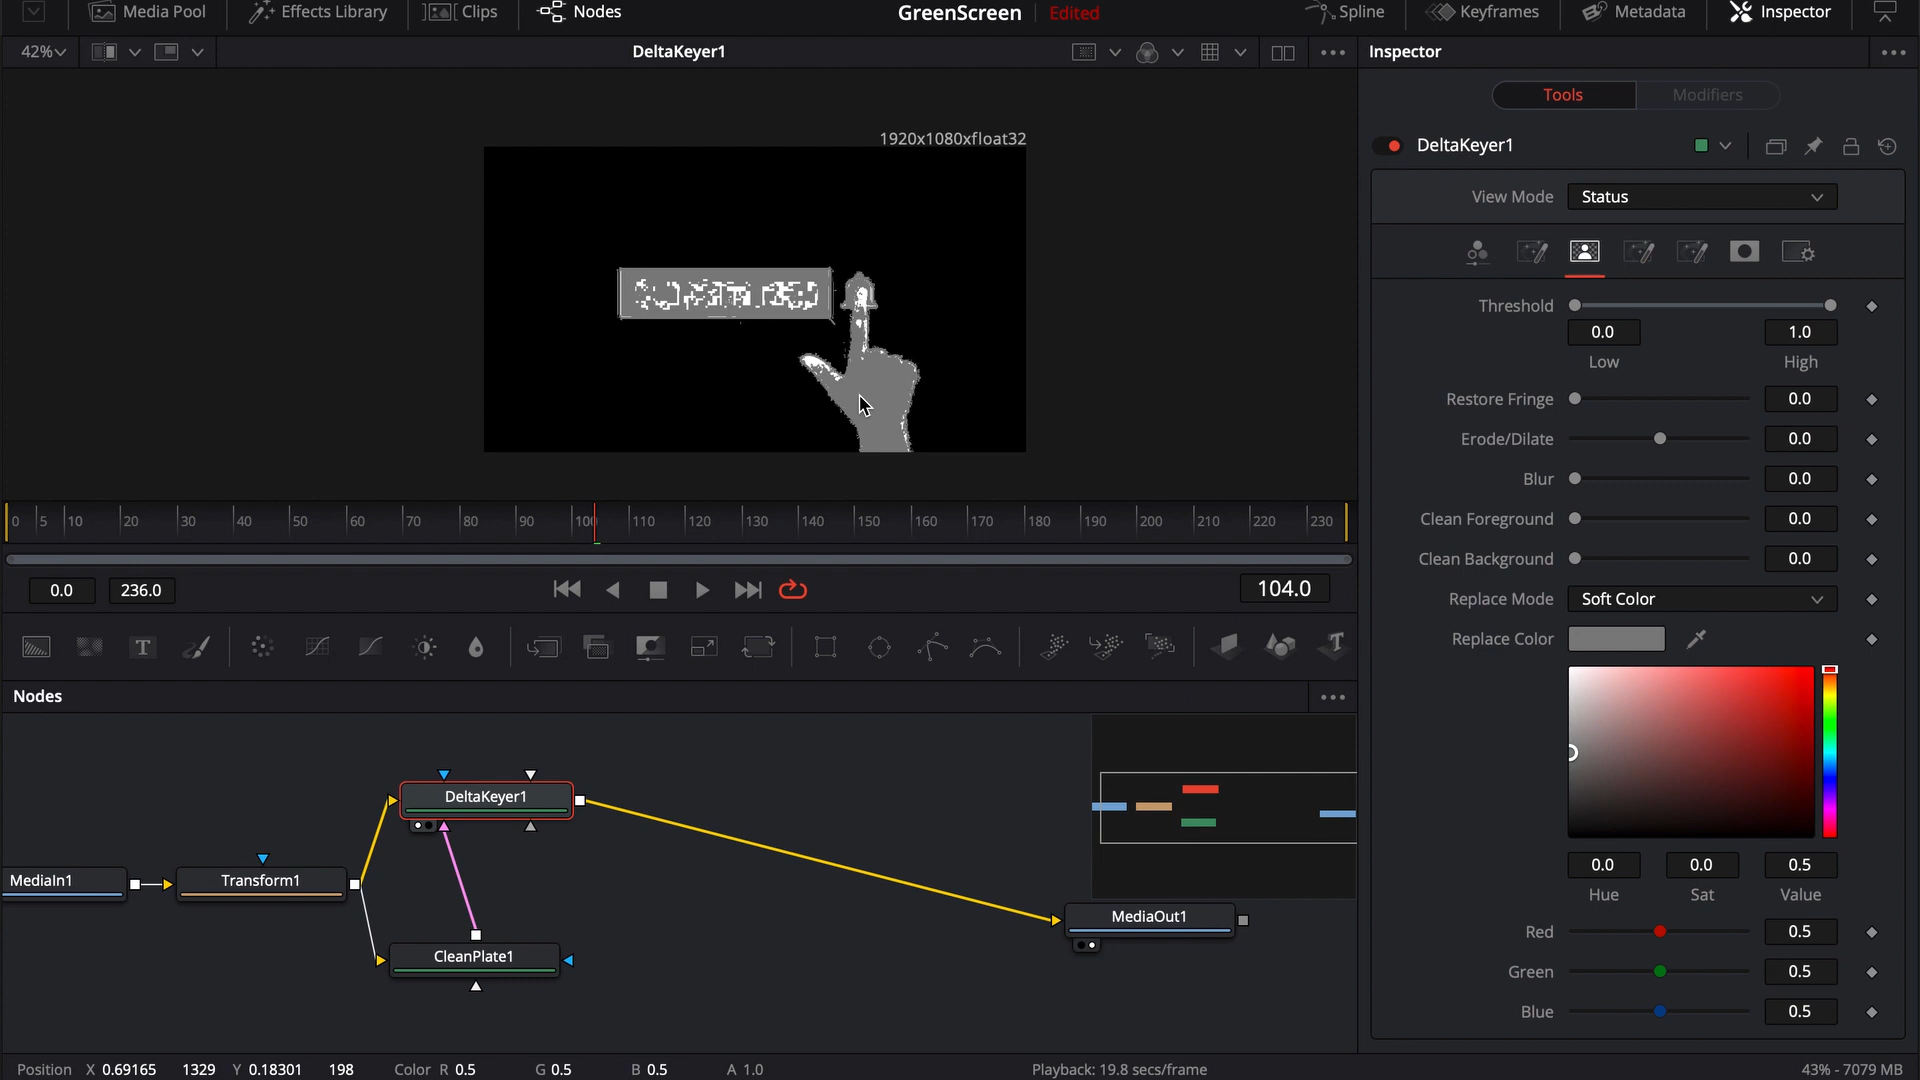 Media Pool
Effects Library
Clips
Nodes
GreenScreen
Edited
Spline
Keyframes
Metadata
Inspector
42%
DeltaKeyer1
Inspector
Tools
Modifiers
1920x1080xfloat32
DeltaKeyer1
View Mode
Status
Threshold
0.0
1.0
Low
High
Restore Fringe
0.0
Erode/Dilate
0.0
Blur
0.0
Clean Foreground
0.0
Clean Background
0.0
Replace Mode
Soft Color
Replace Color
0.0
0.0
0.5
Hue
Sat
Value
Red
0.5
Green
0.5
Blue
0.5
0 5 10 20 30 40 50 60 70 80 90 100 110 120 130 140 150 160 170 180 190 200 210 220 230
0.0
236.0
104.0
T
T
Nodes
DeltaKeyer1
MediaIn1
Transform1
MediaOut1
CleanPlate1
Position X 0.69165 1329 Y 0.18301 198 Color R 0.5 G 0.5 B 0.5 A 1.0
Playback: 19.8 secs/frame
43% - 7079 MB